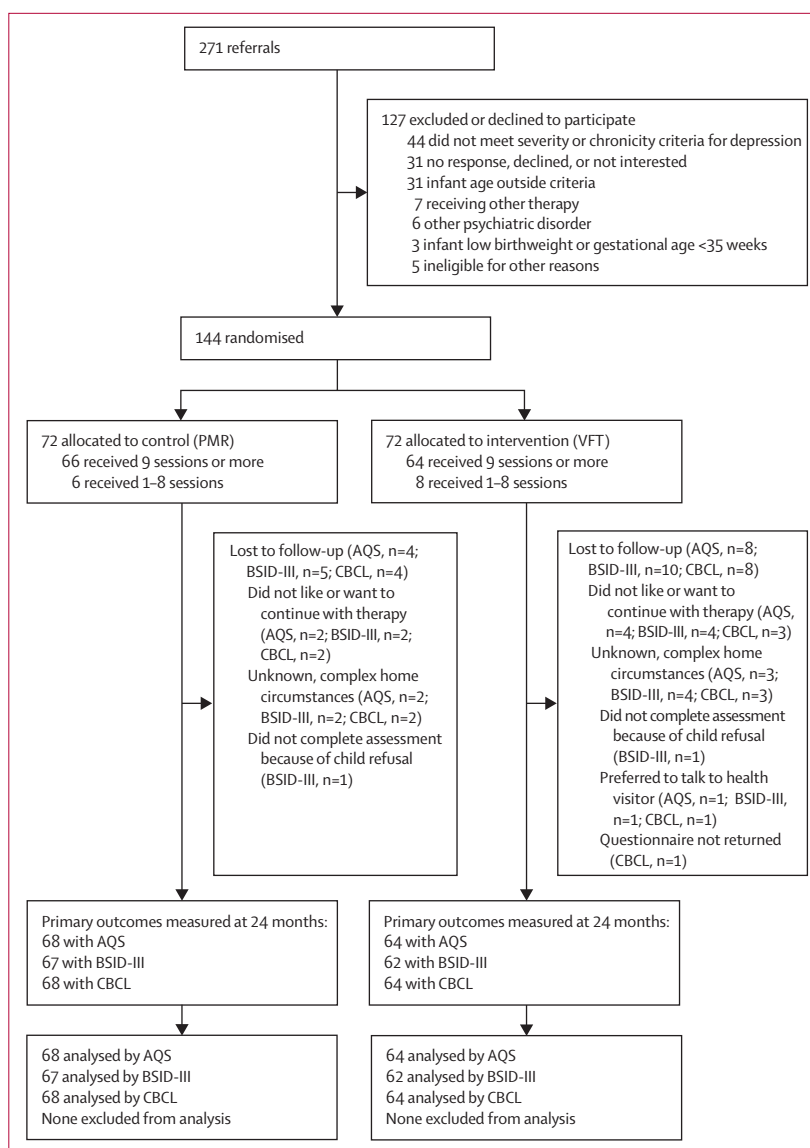 271 referrals
127 excluded or declined to participate
44 did not meet severity or chronicity criteria for depression
31 no response, declined, or not interested
31 infant age outside criteria
7 receiving other therapy
6 other psychiatric disorder
3 infant low birthweight or gestational age <35 weeks
5 ineligible for other reasons
144 randomised
72 allocated to control (PMR)
66 received 9 sessions or more
6 received 1–8 sessions
72 allocated to intervention (VFT)
64 received 9 sessions or more
8 received 1–8 sessions
Lost to follow-up (AQS, n=4;
BSID-III, n=5; CBCL, n=4)
Did not like or want to
continue with therapy
(AQS, n=2; BSID-III, n=2;
CBCL, n=2)
Unknown, complex home
circumstances (AQS, n=2;
BSID-III, n=2; CBCL, n=2)
Did not complete assessment
because of child refusal
(BSID-III, n=1)
Lost to follow-up (AQS, n=8;
BSID-III, n=10; CBCL, n=8)
Did not like or want to
continue with therapy (AQS,
n=4; BSID-III, n=4; CBCL, n=3)
Unknown, complex home
circumstances (AQS, n=3;
BSID-III, n=4; CBCL, n=3)
Did not complete assessment
because of child refusal
(BSID-III, n=1)
Preferred to talk to health
visitor (AQS, n=1; BSID-III,
n=1; CBCL, n=1)
Questionnaire not returned
(CBCL, n=1)
Primary outcomes measured at 24 months:
68 with AQS
67 with BSID-III
68 with CBCL
Primary outcomes measured at 24 months:
64 with AQS
62 with BSID-III
64 with CBCL
68 analysed by AQS
67 analysed by BSID-III
68 analysed by CBCL
None excluded from analysis
64 analysed by AQS
62 analysed by BSID-III
64 analysed by CBCL
None excluded from analysis